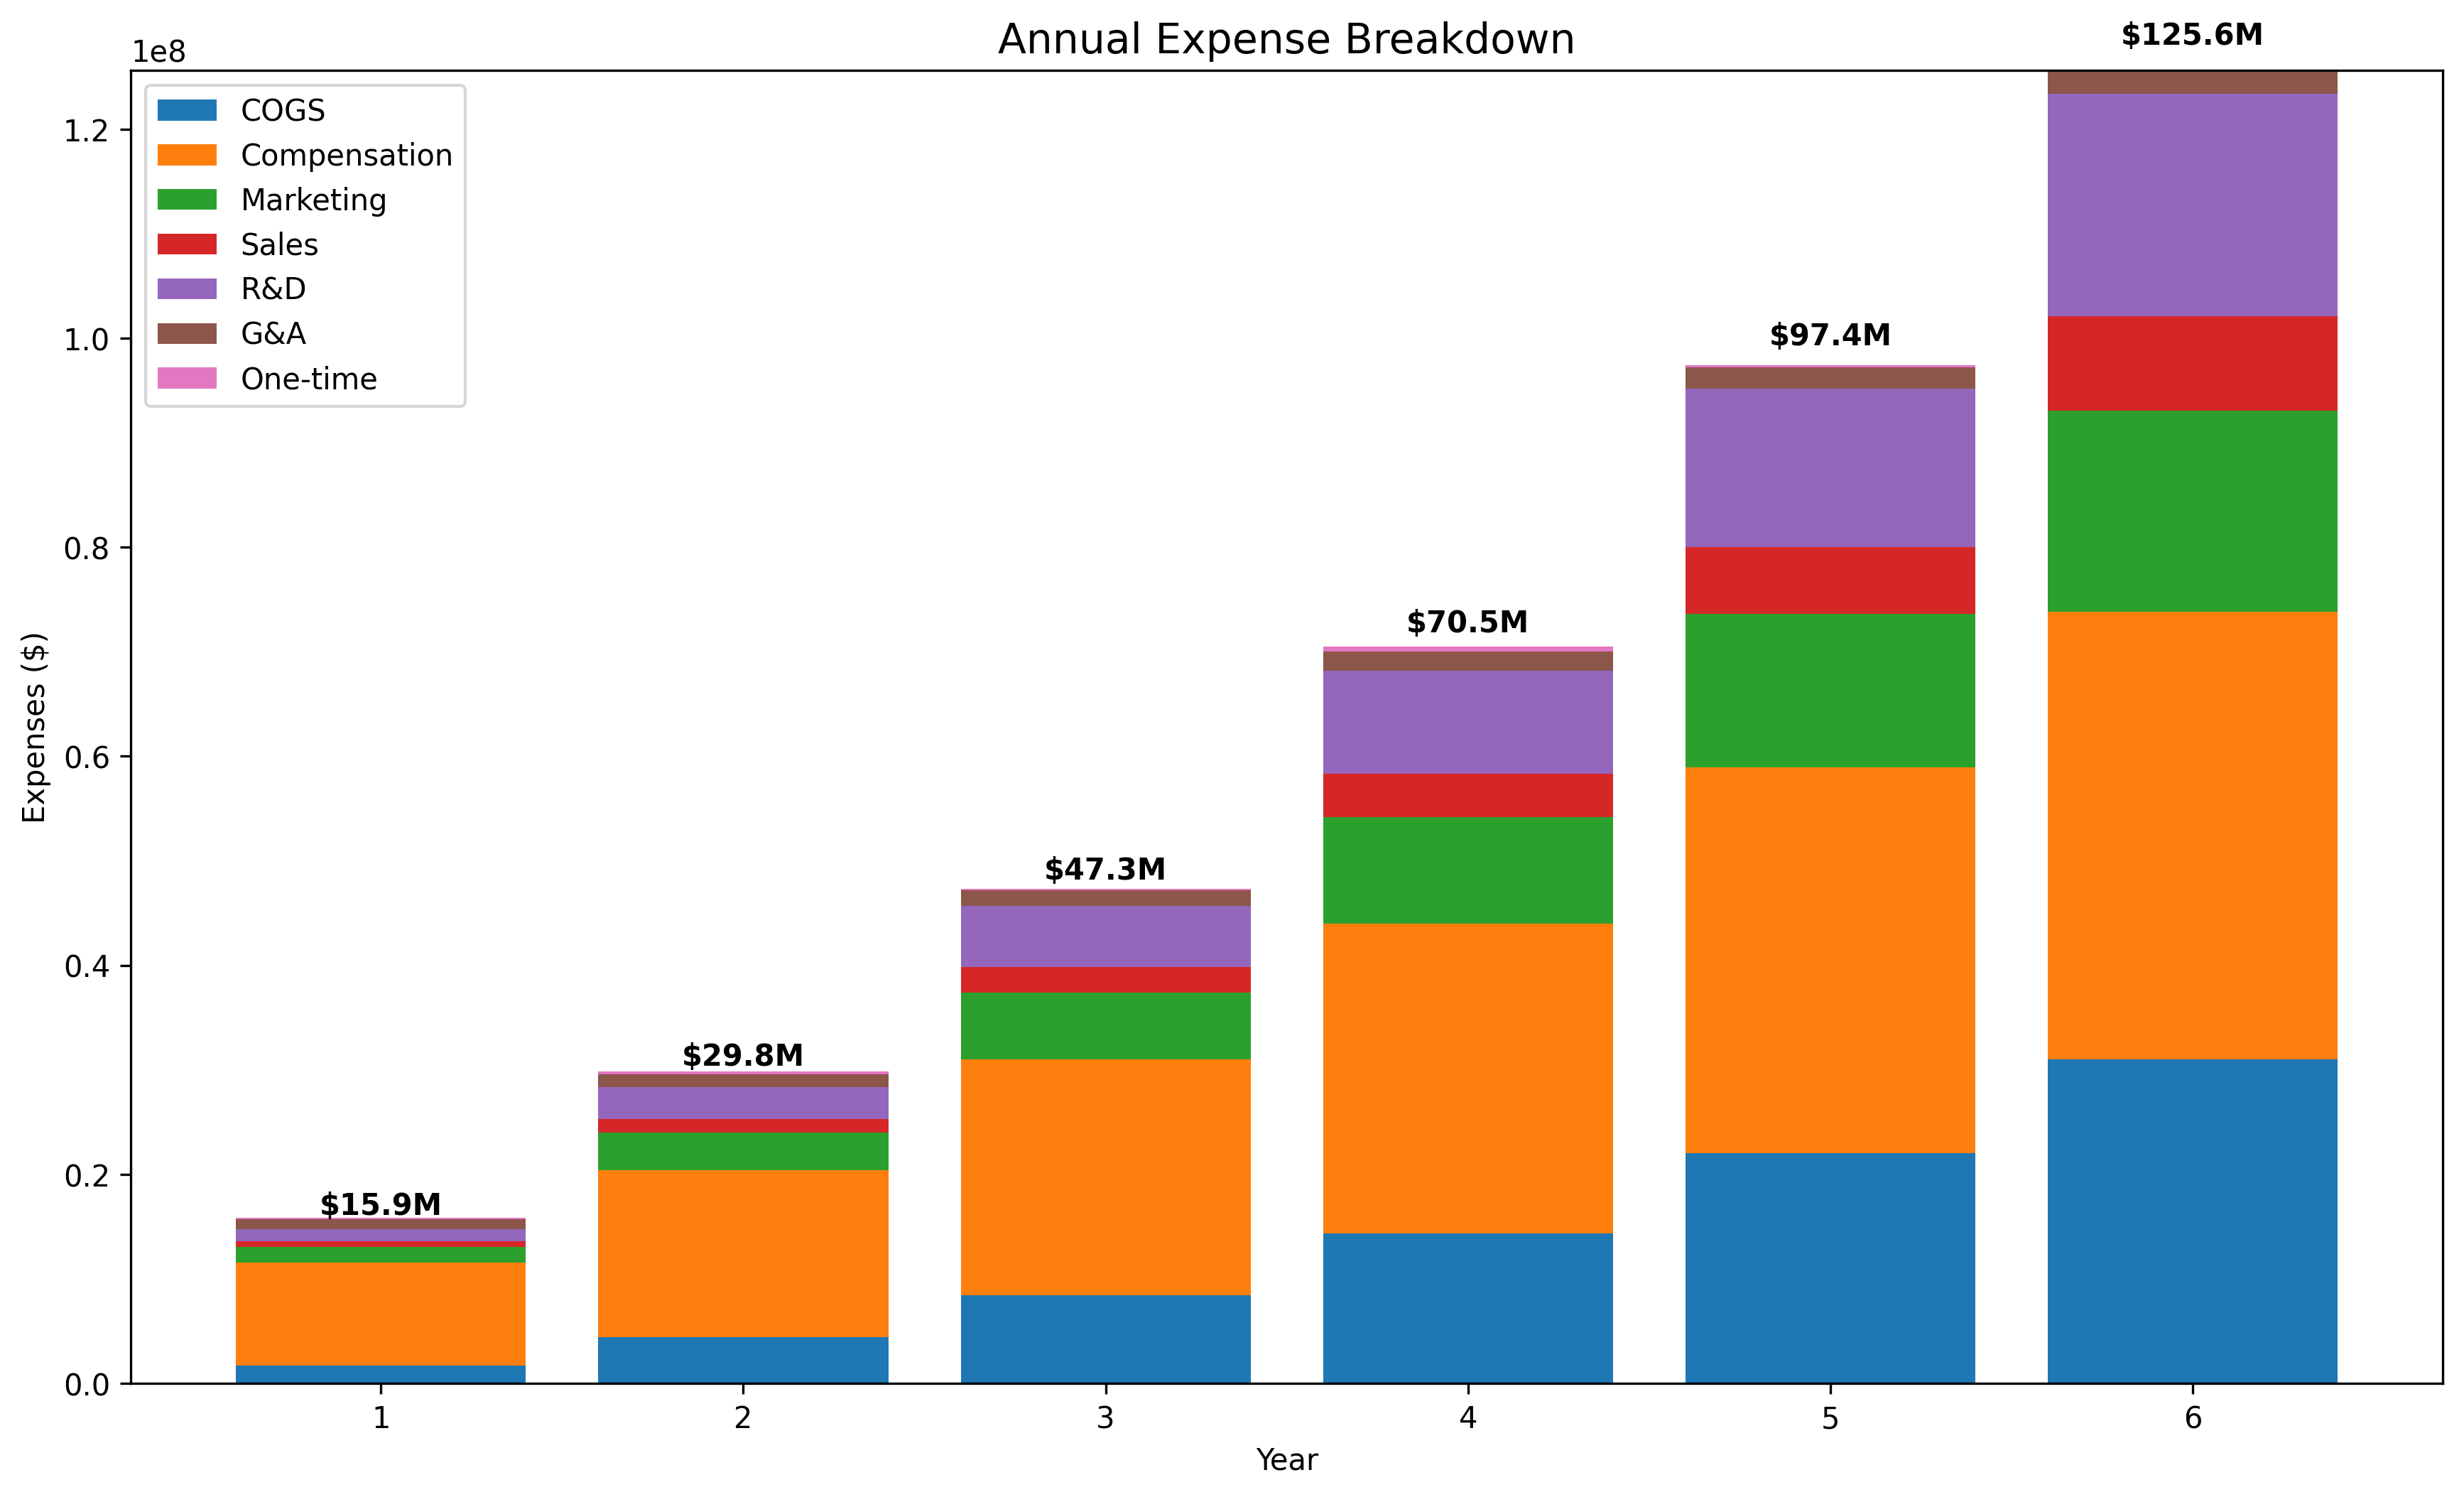 Annual Expense Breakdown
1e8
$125.6M
COGS
Compensation
Marketing
Sales
R&D
G&A
One-time
1.2
1.0
0.8
0.6
0.4
0.2
0.0
Expenses ($)
$97.4M
$70.5M
$47.3M
$29.8M
$15.9M
1
2
3
4
5
6
Year